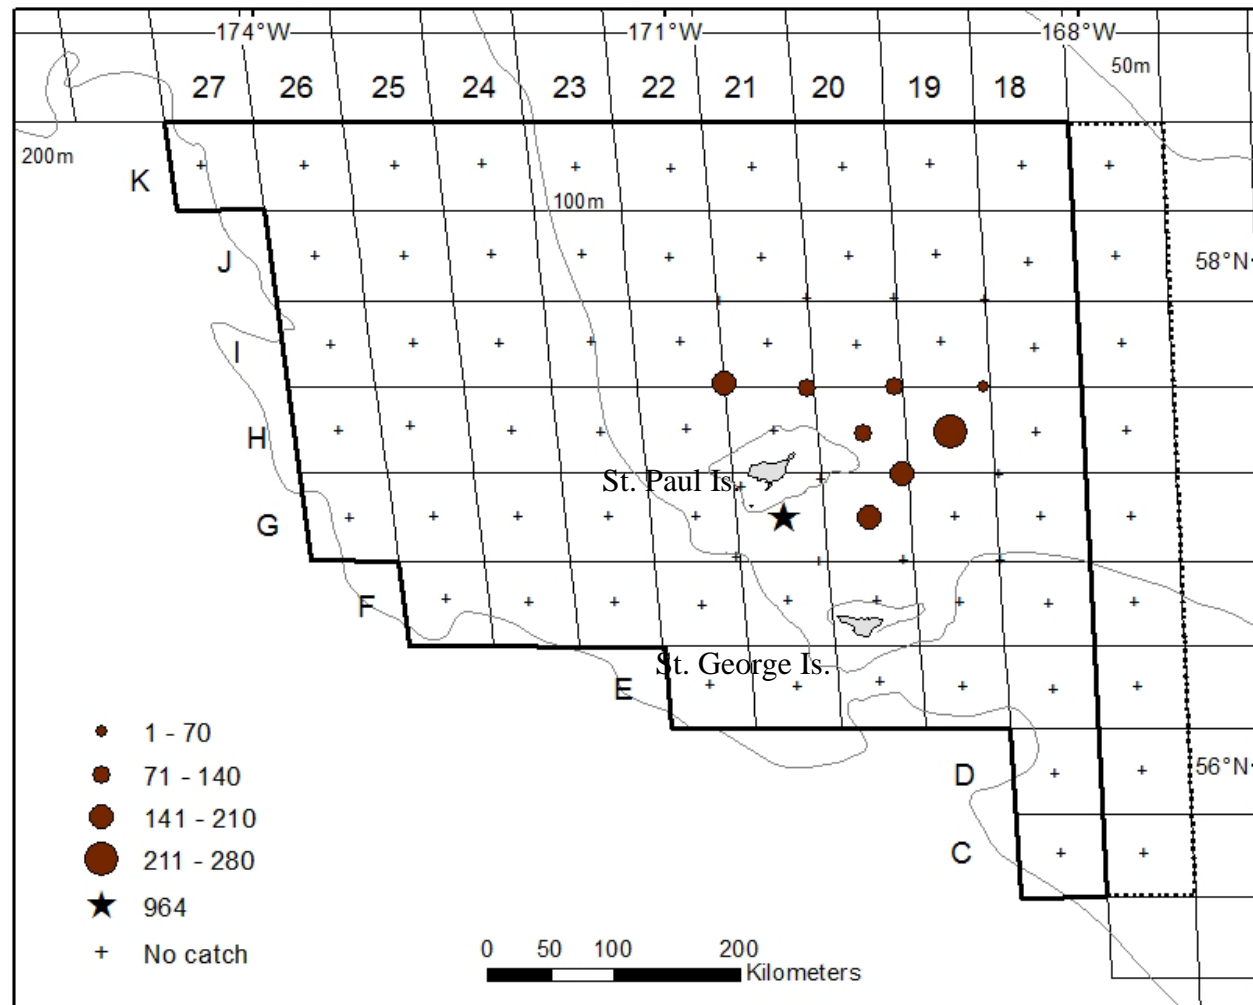 174°W 171°W 168°W
50m
27 26 25 24 23 22 21 20 19 18
200m
K
100m
J
58°N
I
H
St. Paul Is.
G
F
St. George Is.
E
1 - 70
D
56°N
71 - 140
141 - 210
C
211 - 280
964
No catch
0 50 100 200
Kilometers